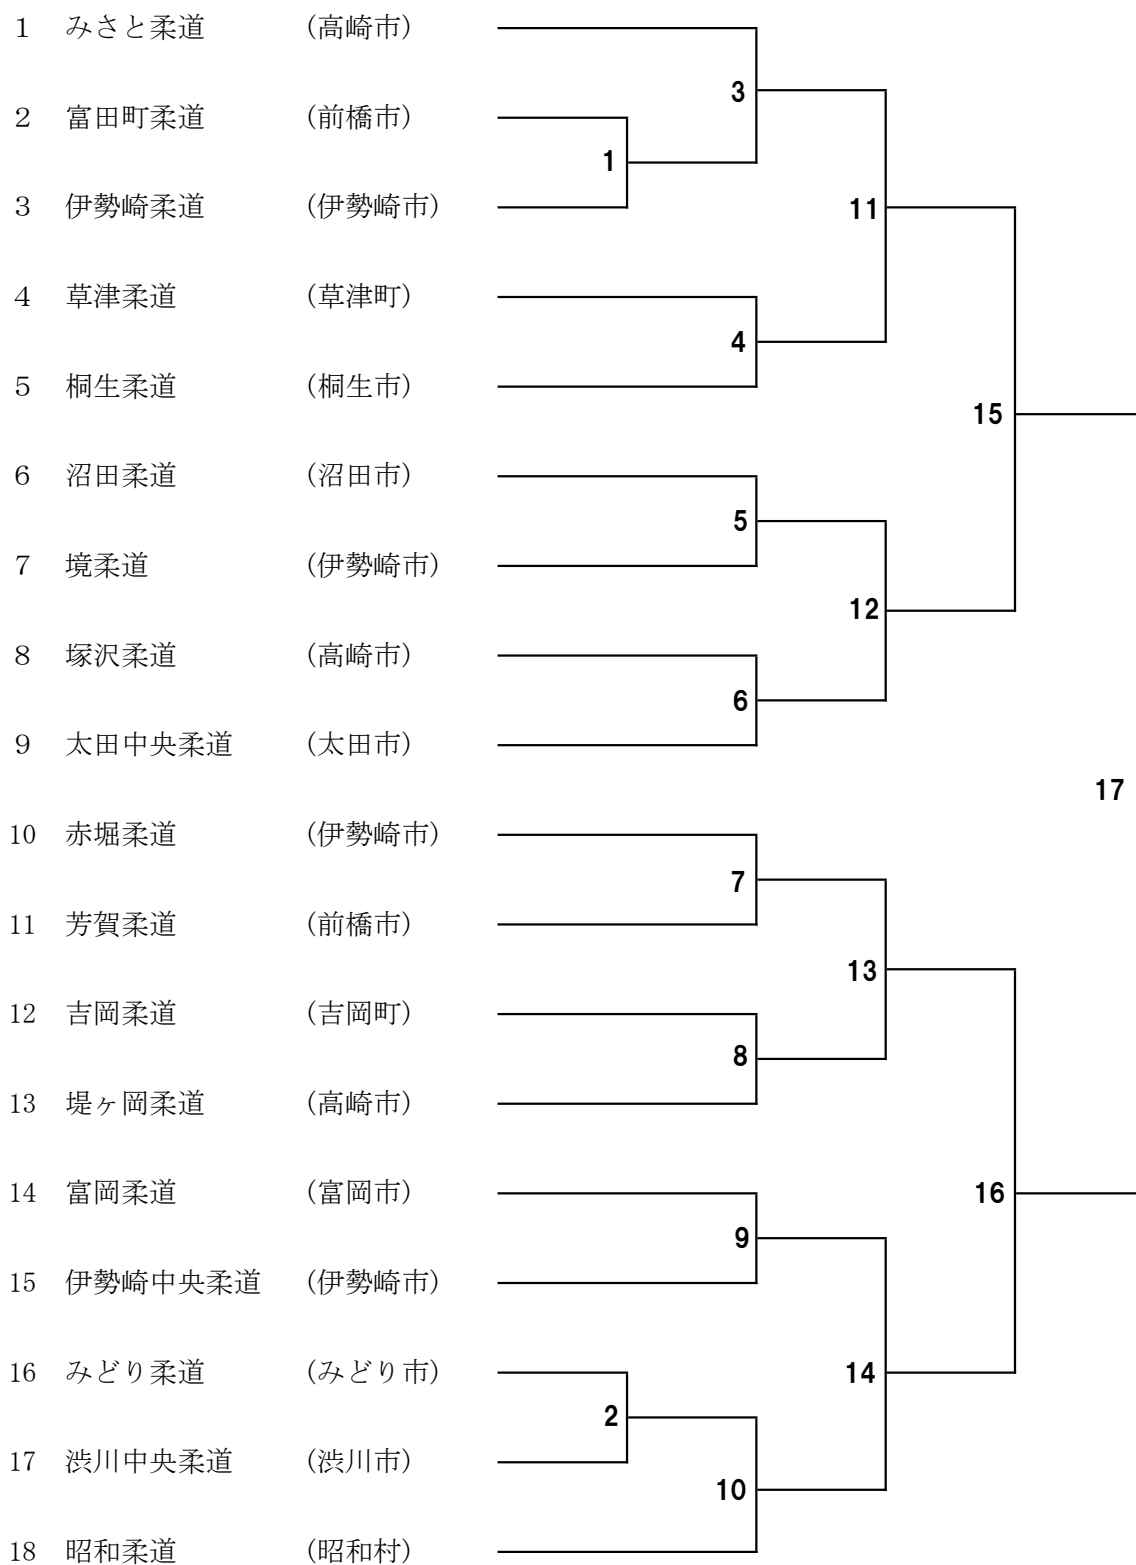 1 みさと柔道 (高崎市)
3
2 富田町柔道 (前橋市)
1
3 伊勢崎柔道 (伊勢崎市)
11
4 草津柔道 (草津町)
4
5 桐生柔道 (桐生市)
15
6 沼田柔道 (沼田市)
5
7 境柔道 (伊勢崎市)
12
8 塚沢柔道 (高崎市)
6
9 太田中央柔道 (太田市)
17
10 赤堀柔道 (伊勢崎市)
7
11 芳賀柔道 (前橋市)
13
12 吉岡柔道 (吉岡町)
8
13 堤ヶ岡柔道 (高崎市)
14 富岡柔道 (富岡市)
16
9
15 伊勢崎中央柔道 (伊勢崎市)
16 みどり柔道 (みどり市)
14
2
17 渋川中央柔道 (渋川市)
10
18 昭和柔道 (昭和村)